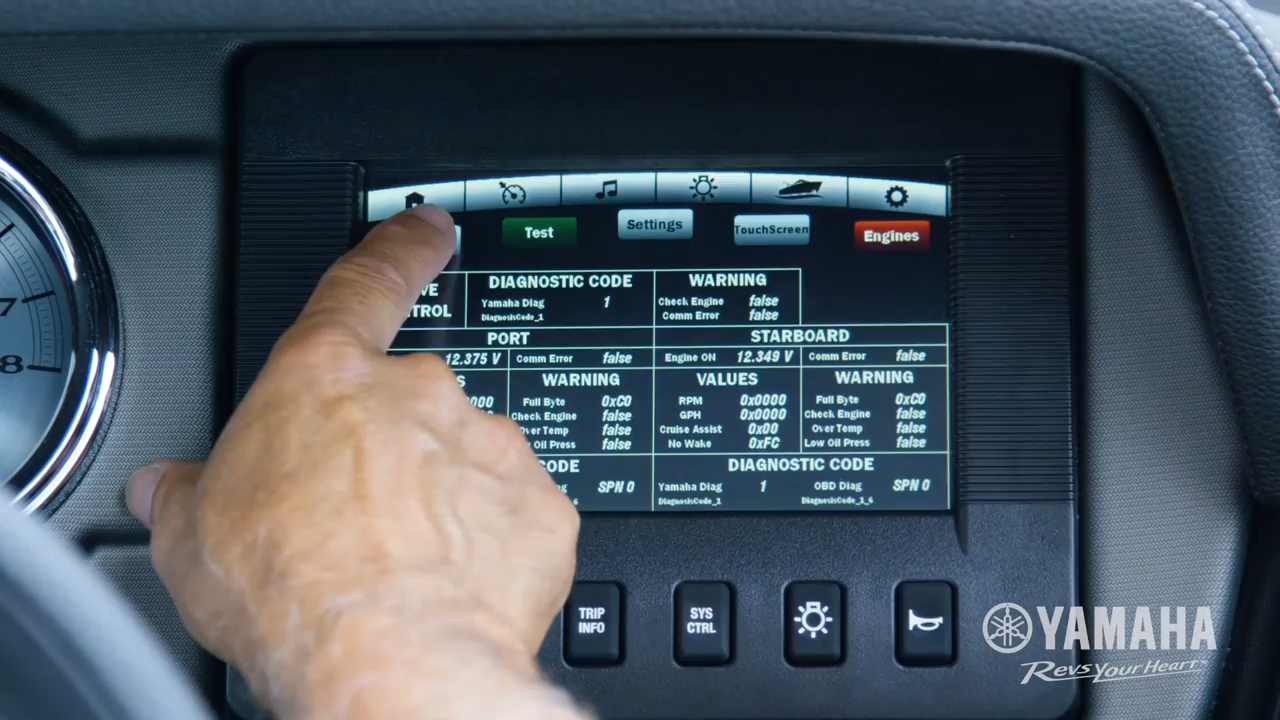 Test
Settings
TouchScreen
Engines
DIAGNOSTIC CODE
WARNING
Yamaha Diag 1
DiagnosisCode_1
Check Engine false
Comm Error false
PORT
STARBOARD
12.375 V
Comm Error false
Engine ON 12.349 V
Comm Error false
WARNING
VALUES
WARNING
Full Byte 0xC0
Check Engine false
Over Temp false
Oil Press false
RPM 0x0000
GPH 0x0000
Cruise Assist 0x00
No Wake 0xFC
Full Byte 0xC0
Check Engine false
Over Temp false
Low Oil Press false
SPN 0
DIAGNOSTIC CODE
Yamaha Diag 1
DiagnosisCode_1
OBD Diag SPN 0
DiagnosisCode_1_6
TRIP
INFO
SYS
CTRL
7
8
YAMAHA
Revs Your Heart™